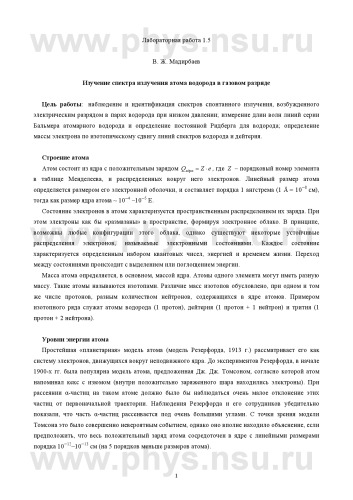 www.phys.nsu.ru
Лабораторная работа 1.5
В. Ж. Мадирбаев
Изучение спектра излучения атома водорода в газовом разряде
Цель работы: наблюдение и идентификация спектров спонтанного излучения, возбужденного
электрическим разрядом в парах водорода при низком давлении; измерение длин волн линий серии
Бальмера атомарного водорода и определение постоянной Ридберга для водорода; определение
массы электрона по изотопическому сдвигу линий спектров водорода и дейтерия.
Строение атома
Атом состоит из ядра с положительным зарядом Qядра = Z · e, где Z – порядковый номер элемента
в таблице Менделеева, и распределенных вокруг него электронов. Линейный размер атома
определяется размером его электронной оболочки, и составляет порядка 1 ангстрема (1 Å = 10⁻⁸ см),
тогда как размер ядра атома ~ 10⁻⁴ –10⁻⁵ Å.
Состояние электронов в атоме характеризуется пространственным распределением их заряда. При
этом электроны как бы «размазаны» в пространстве, формируя электронное облако. В принципе,
возможны любые конфигурации этого облака, однако существуют некоторые устойчивые
распределения электронов, называемые электронными состояниями. Каждое состояние
характеризуется определенным набором квантовых чисел, энергией и временем жизни. Переход
между состояниями происходит с выделением или поглощением энергии.
Масса атома определяется, в основном, массой ядра. Атомы одного элемента могут иметь разную
массу. Такие атомы называются изотопами. Различие масс изотопов обусловлено, при одном и том
же числе протонов, разным количеством нейтронов, содержащихся в ядре атомов. Примером
изотопного ряда служат атомы водорода (1 протон), дейтерия (1 протон + 1 нейтрон) и трития (1
протон + 2 нейтрона).
Уровни энергии атома
Простейшая «планетарная» модель атома (модель Резерфорда, 1913 г.) рассматривает его как
систему электронов, движущихся вокруг неподвижного ядра. До экспериментов Резерфорда, в начале
1900-х гг. была популярна модель атома, предложенная Дж. Дж. Томсоном, согласно которой атом
напоминал кекс с изюмом (внутри положительно заряженного шара находились электроны). При
рассеянии α-частиц на таком атоме должно было бы наблюдаться очень малое отклонение этих
частиц от первоначальной траектории. Наблюдения Резерфорда и его сотрудников убедительно
показали, что часть α-частиц рассеивается под очень большими углами. С точки зрения модели
Томсона это было совершенно невероятным событием, однако оно вполне находило объяснение, если
предположить, что весь положительный заряд атома сосредоточен в ядре с линейными размерами
порядка 10⁻¹²–10⁻¹³ см (на 5 порядков меньше размеров атома).
www.phys.nsu.ru
1